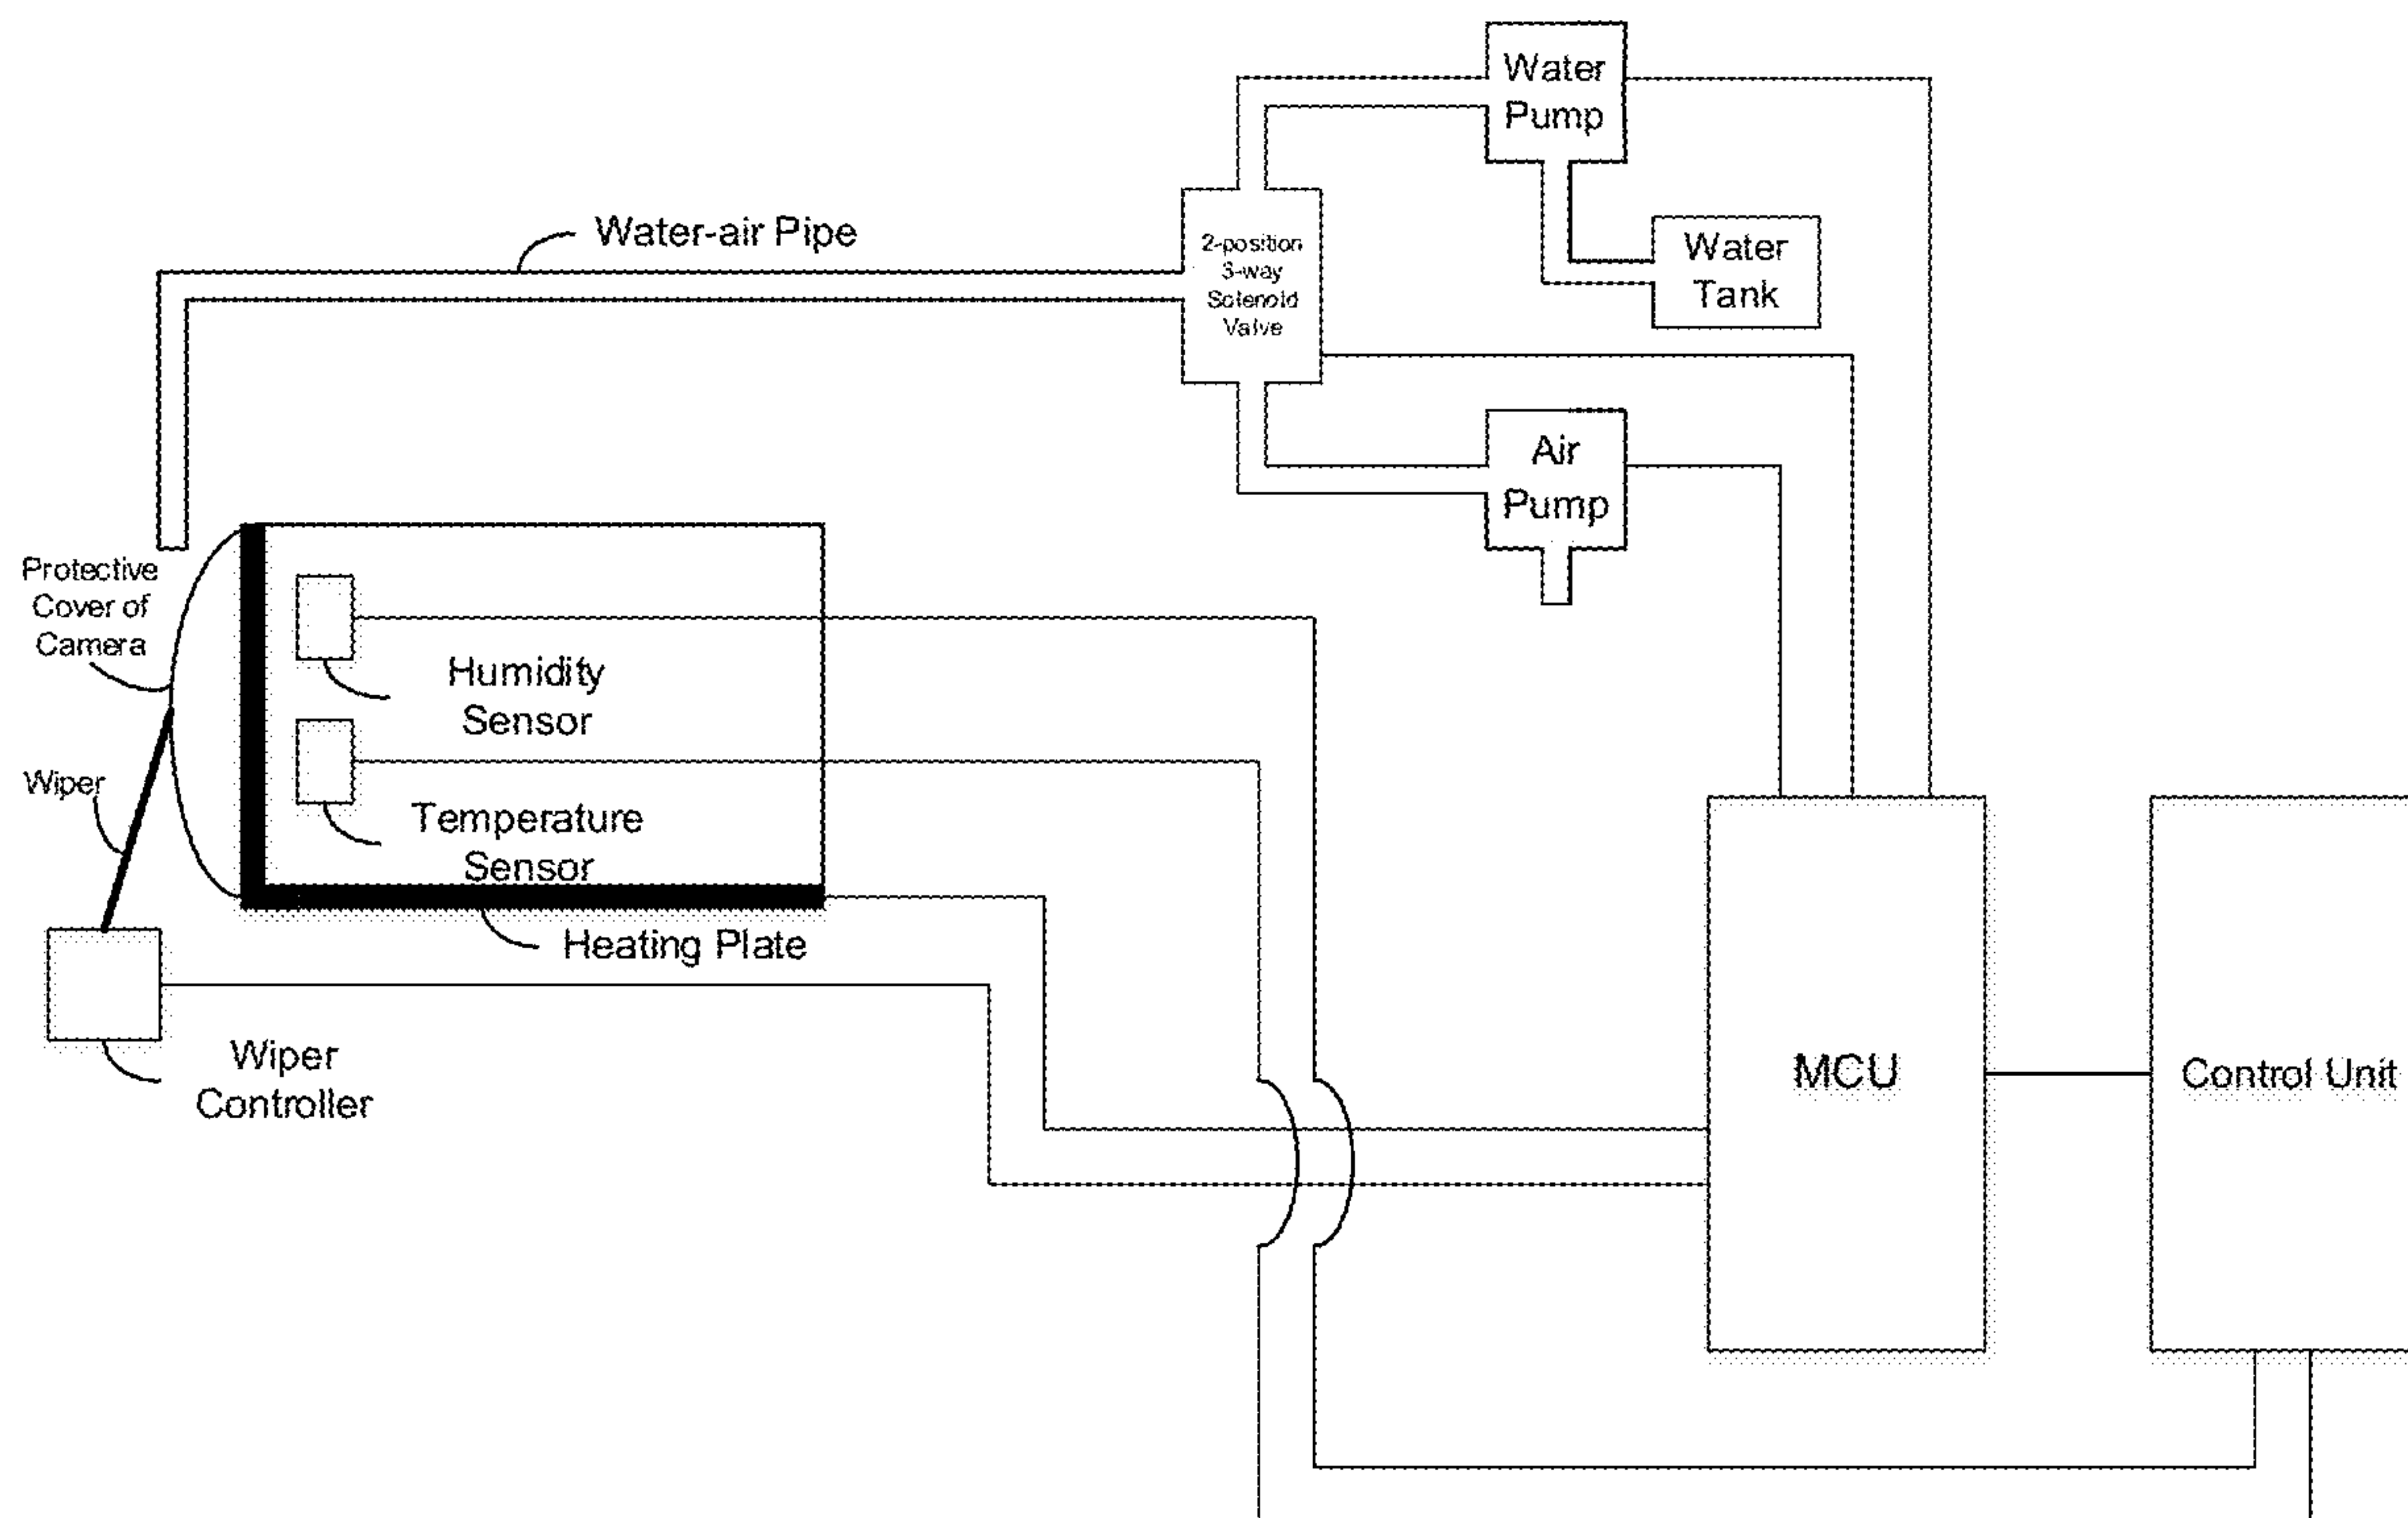 Water
Pump
Water-air Pipe
2-position
3-way
Solenoid
Valve
Water
Tank
Air
Pump
Protective
Cover of
Camera
Humidity
Sensor
Wiper
Temperature
Sensor
Heating Plate
Wiper
Controller
MCU
Control Unit